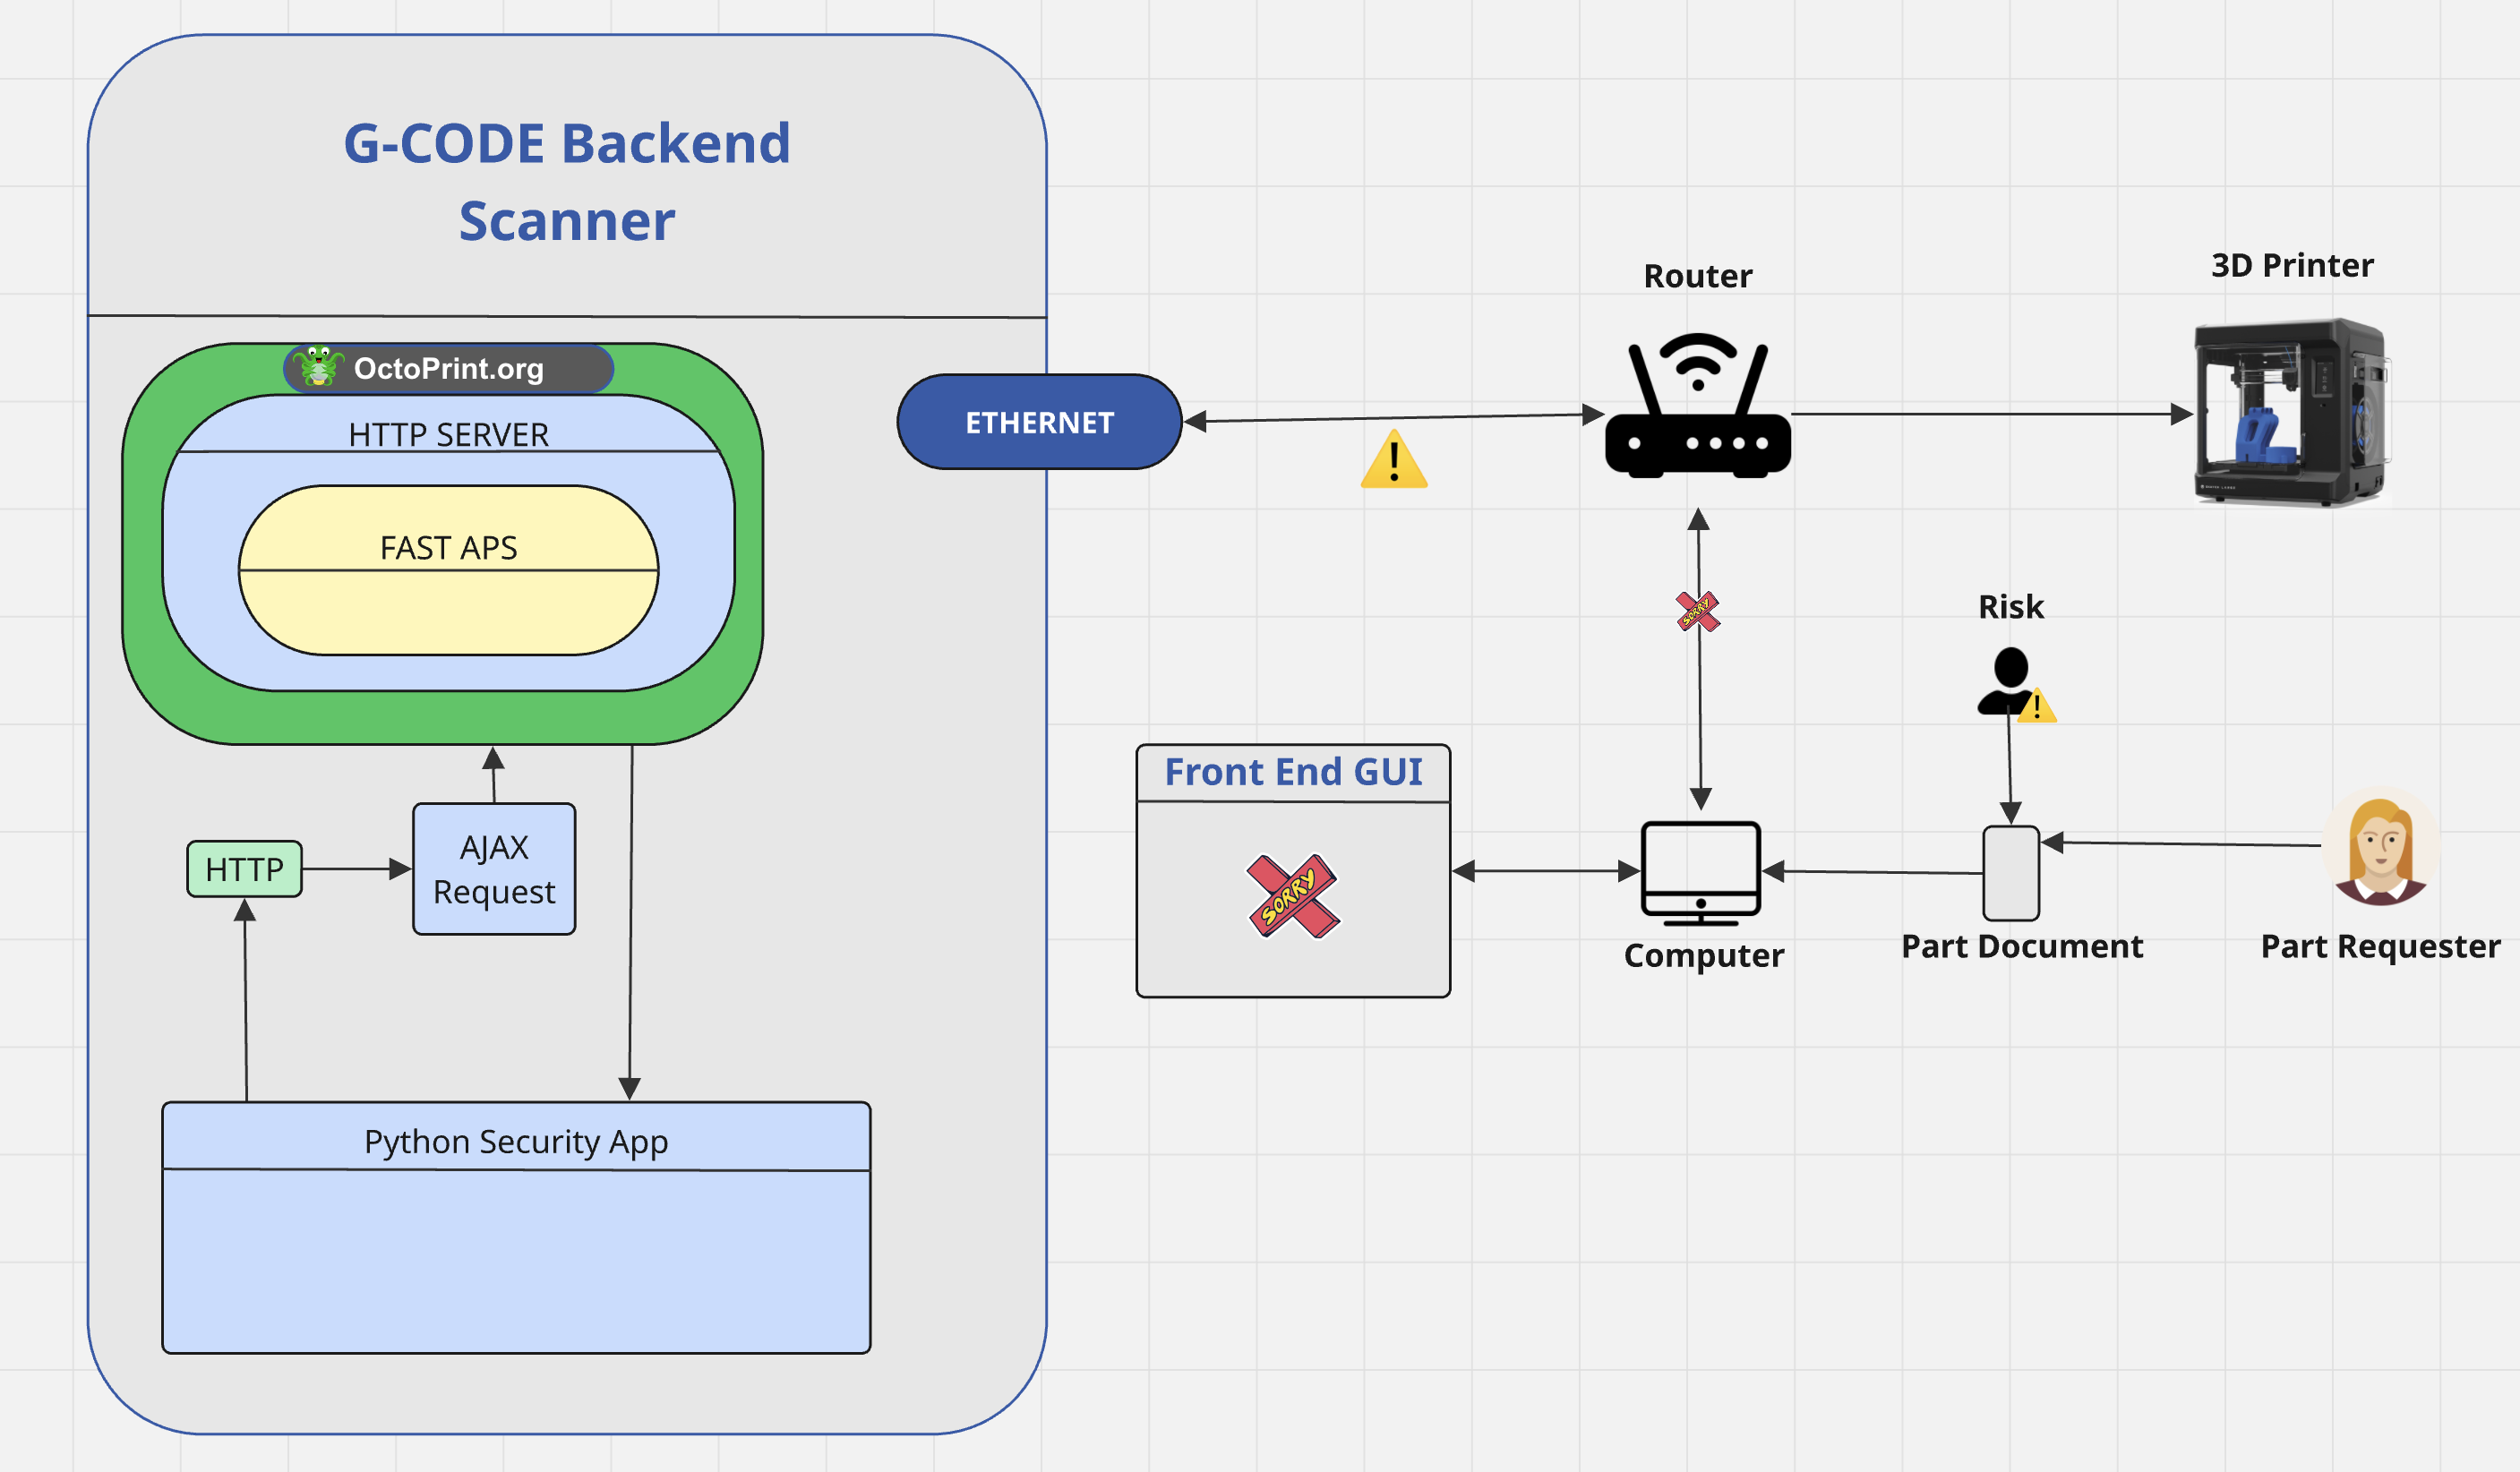 G-CODE Backend
Scanner
OctoPrint.org
HTTP SERVER
FAST APS
ETHERNET
Router
3D Printer
Risk
HTTP
AJAX
Request
Front End GUI
SORRY
SORRY
Computer
Part Document
Part Requester
Python Security App